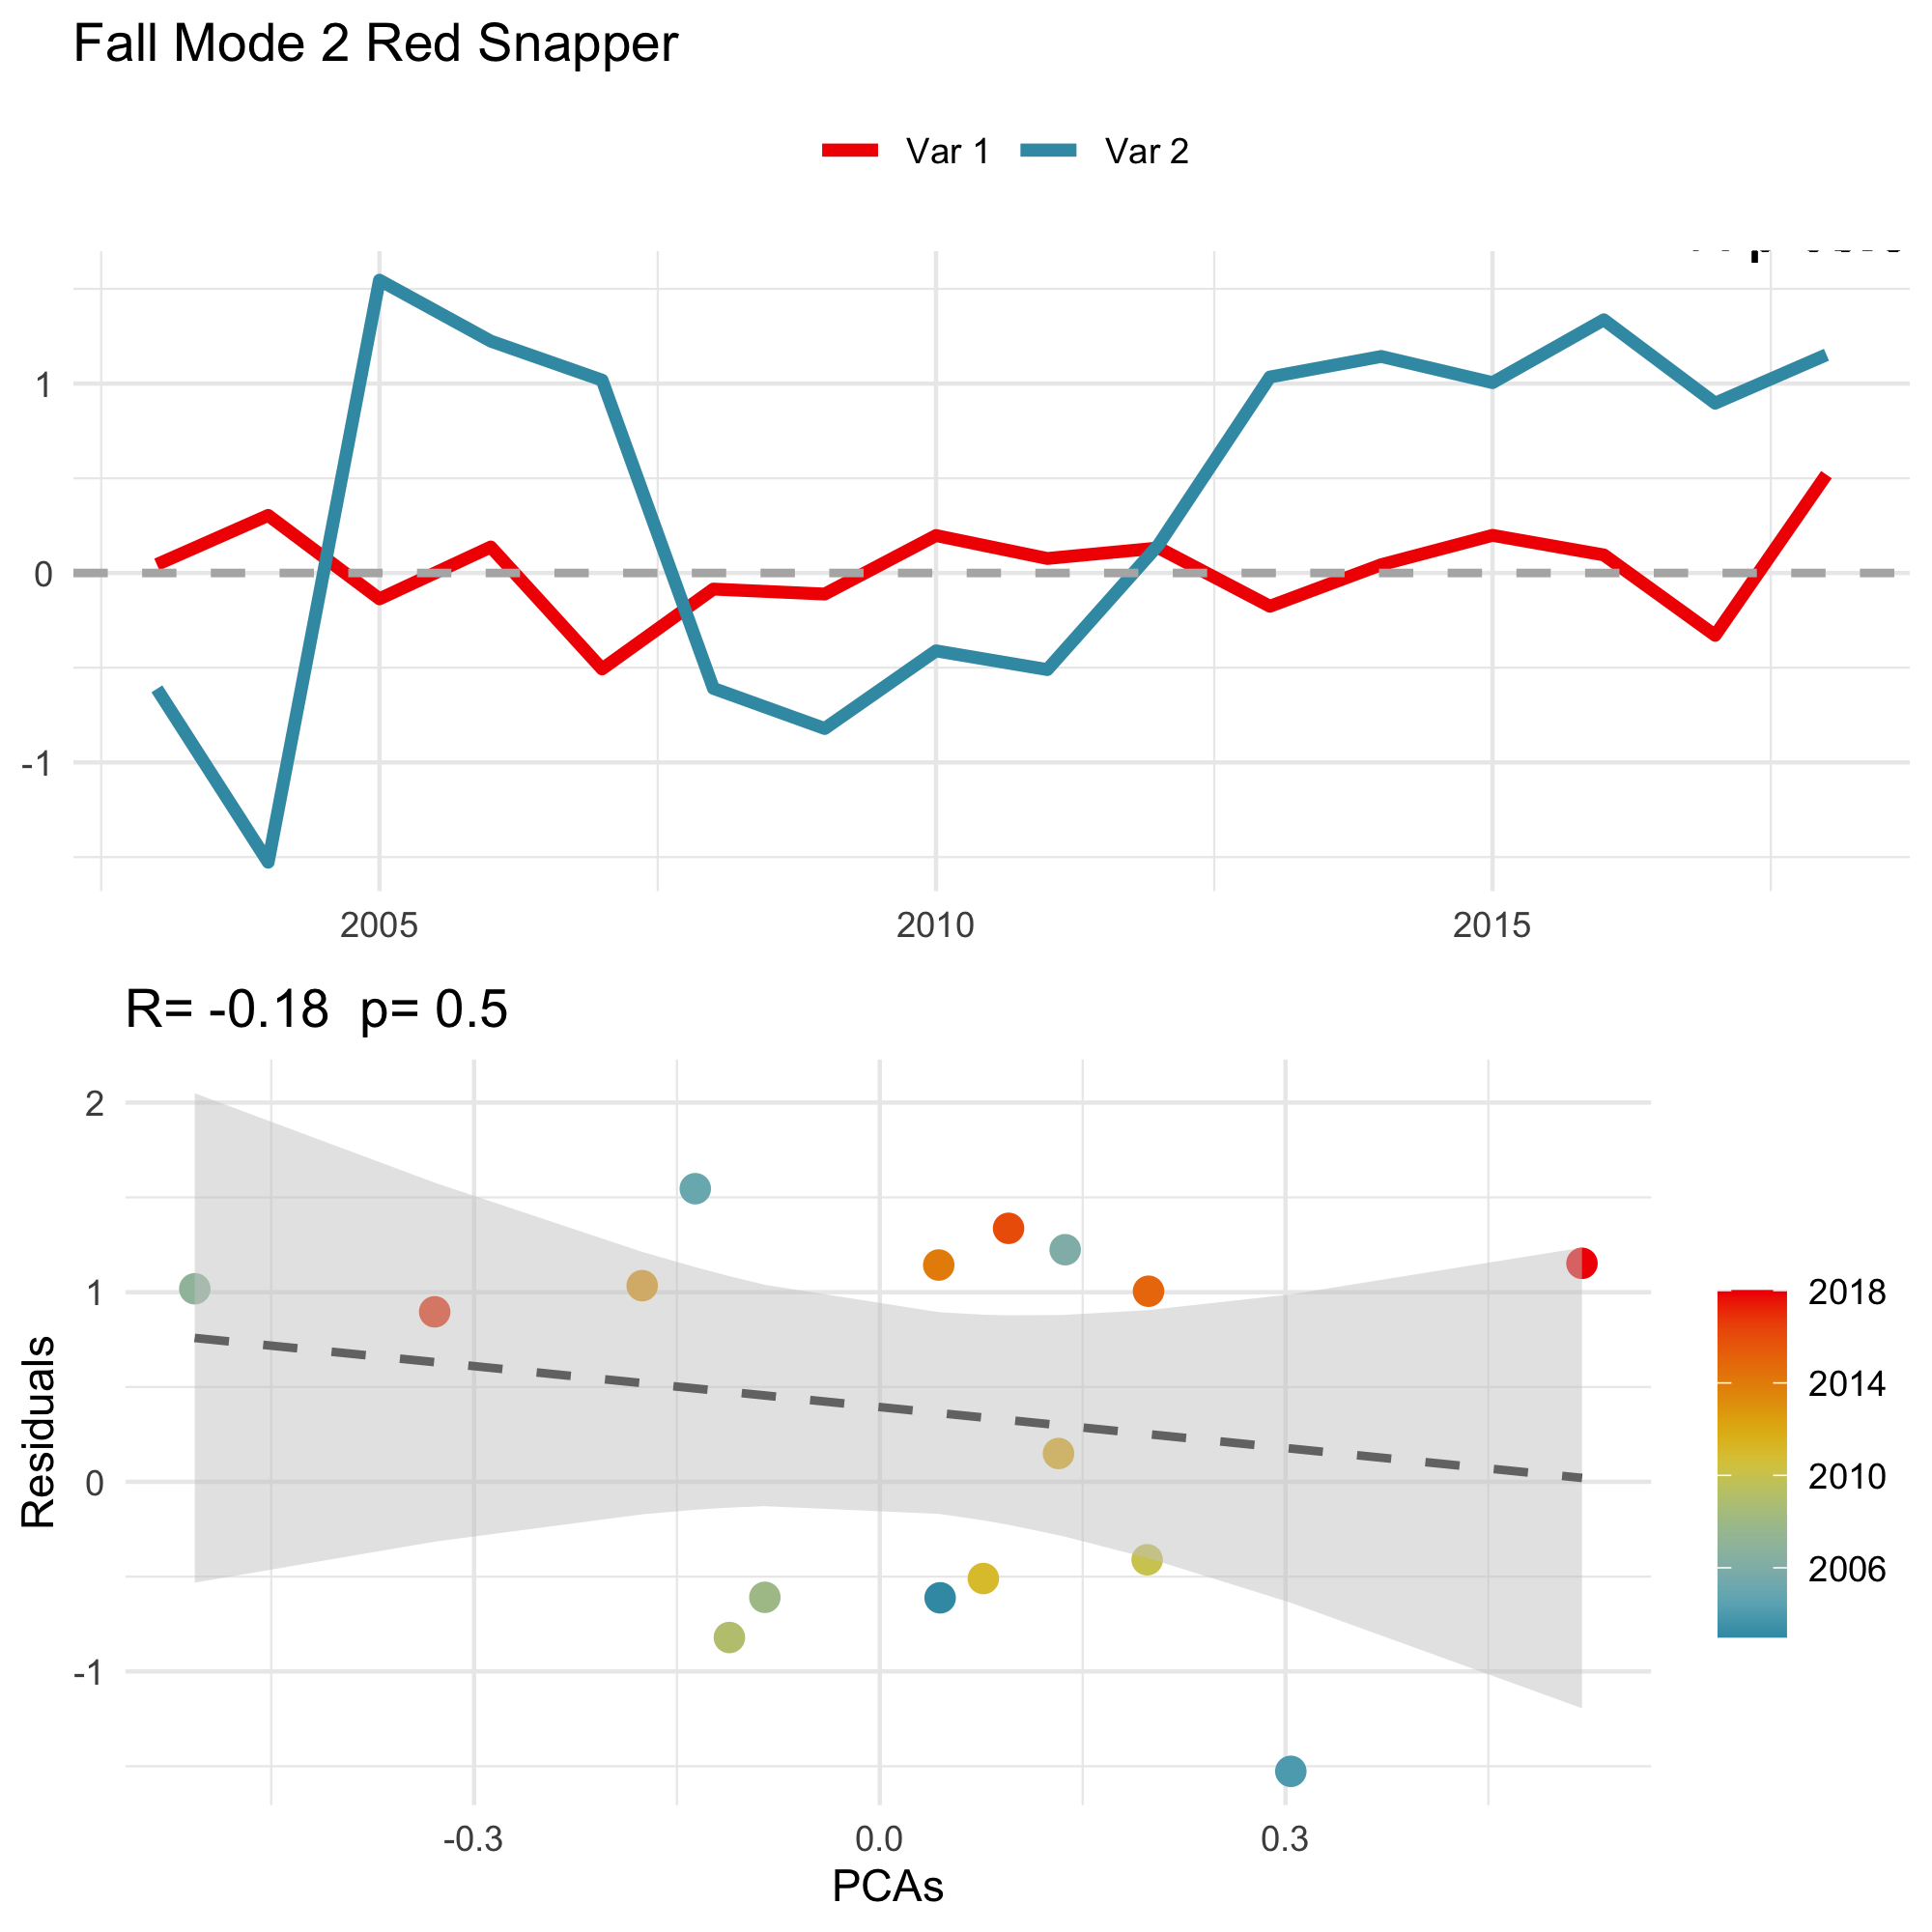 Fall Mode 2 Red Snapper
Var 1 Var 2
1
0
-1
2005 2010 2015
R= -0.18 p= 0.5
2
1
0
-1
Residuals
-0.3 0.0 0.3
PCAs
2018
2014
2010
2006